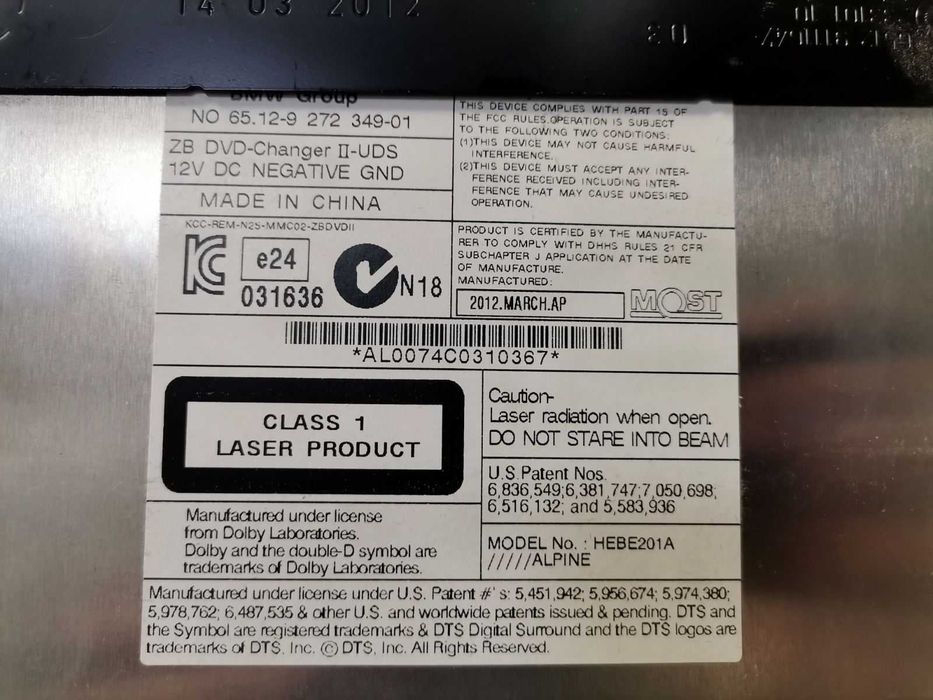 14 03 2012
03
BMW Group
NO 65.12-9 272 349-01
ZB DVD-Changer II-UDS
12V DC NEGATIVE GND
MADE IN CHINA
THIS DEVICE COMPLIES WITH PART 15 OF
THE FCC RULES.OPERATION IS SUBJECT
TO THE FOLLOWING TWO CONDITIONS:
(1)THIS DEVICE MAY NOT CAUSE HARMFUL
INTERFERENCE.
(2)THIS DEVICE MUST ACCEPT ANY INTER-
FERENCE RECEIVED INCLUDING INTER-
FERENCE THAT MAY CAUSE UNDESIRED
OPERATION.
KCC-REM-N25-MMC02-ZBDVDII
KC
e24
031636
N18
PRODUCT IS CERTIFIED BY THE MANUFACTU-
RER TO COMPLY WITH DHHS RULES 21 CFR
SUBCHAPTER J APPLICATION AT THE DATE
OF MANUFACTURE.
MANUFACTURED:
2012.MARCH.AP
MOST
*AL0074C0310367*
CLASS 1
LASER PRODUCT
Caution-
Laser radiation when open.
DO NOT STARE INTO BEAM
U.S.Patent Nos.
6,836,549;6,381,747;7,050,698;
6,516,132; and 5,583,936
Manufactured under license
from Dolby Laboratories.
Dolby and the double-D symbol are
trademarks of Dolby Laboratories.
MODEL No. : HEBE201A
/////ALPINE
Manufactured under license under U.S. Patent #' s: 5,451,942; 5,956,674; 5,974,380;
5,978,762; 6,487,535 & other U.S. and worldwide patents issued & pending. DTS and
the Symbol are registered trademarks & DTS Digital Surround and the DTS logos are
trademarks of DTS, Inc. © DTS, Inc. All Rights Reserved.